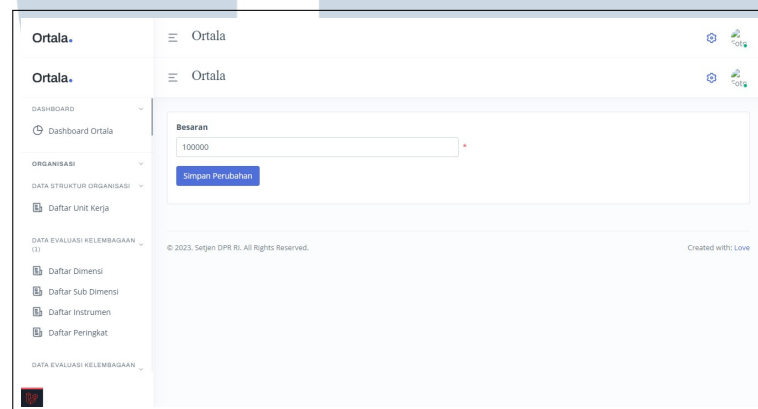 Ortala.
Ortala
Foto
Ortala.
Ortala
Foto
DASHBOARD
Dashboard Ortala
ORGANISASI
DATA STRUKTUR ORGANISASI
Daftar Unit Kerja
DATA EVALUASI KELEMBAGAAN
(1)
Daftar Dimensi
Daftar Sub Dimensi
Daftar Instrumen
Daftar Peringkat
DATA EVALUASI KELEMBAGAAN
Besaran
100000 *
Simpan Perubahan
© 2023. Setjen DPR RI, All Rights Reserved.
Created with: Love